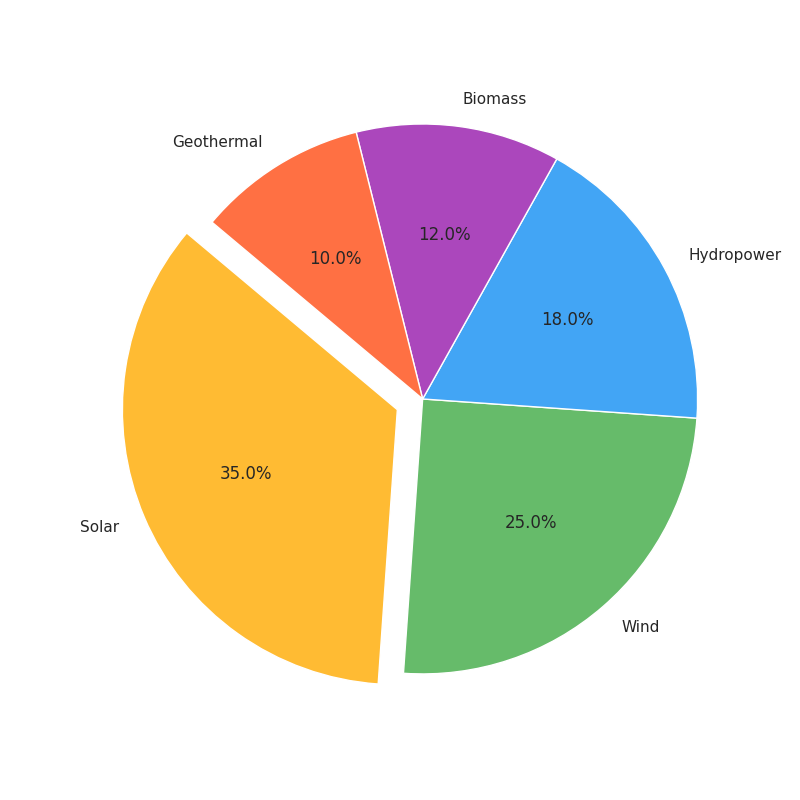 Biomass
Geothermal
12.0%
10.0%
Hydropower
18.0%
35.0%
25.0%
Solar
Wind